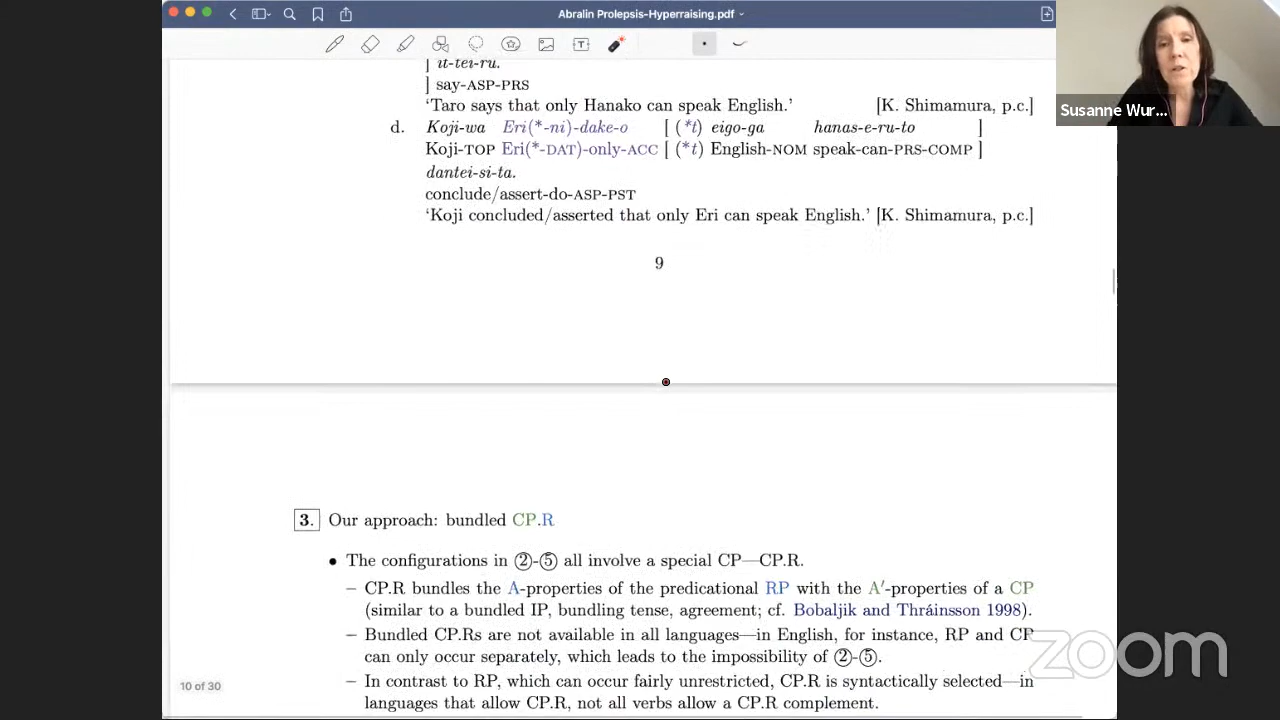 Abralin Prolepsis-Hyperraising.pdf
] it-tei-ru.
] say-ASP-PRS
‘Taro says that only Hanako can speak English.’ [K. Shimamura, p.c.]
d. Koji-wa Eri(*-ni)-dake-o [ (*t) eigo-ga hanas-e-ru-to ]
Koji-TOP Eri(*-DAT)-only-ACC [ (*t) English-NOM speak-can-PRS-COMP ]
dantei-si-ta.
conclude/assert-do-ASP-PST
‘Koji concluded/asserted that only Eri can speak English.’ [K. Shimamura, p.c.]
9
3. Our approach: bundled CP.R
• The configurations in ②-⑤ all involve a special CP—CP.R.
– CP.R bundles the A-properties of the predicational RP with the A′-properties of a CP
(similar to a bundled IP, bundling tense, agreement; cf. Bobaljik and Thráinsson 1998).
– Bundled CP.Rs are not available in all languages—in English, for instance, RP and CP
can only occur separately, which leads to the impossibility of ②-⑤.
– In contrast to RP, which can occur fairly unrestricted, CP.R is syntactically selected—in
languages that allow CP.R, not all verbs allow a CP.R complement.
10 of 30
Susanne Wur...
zoom